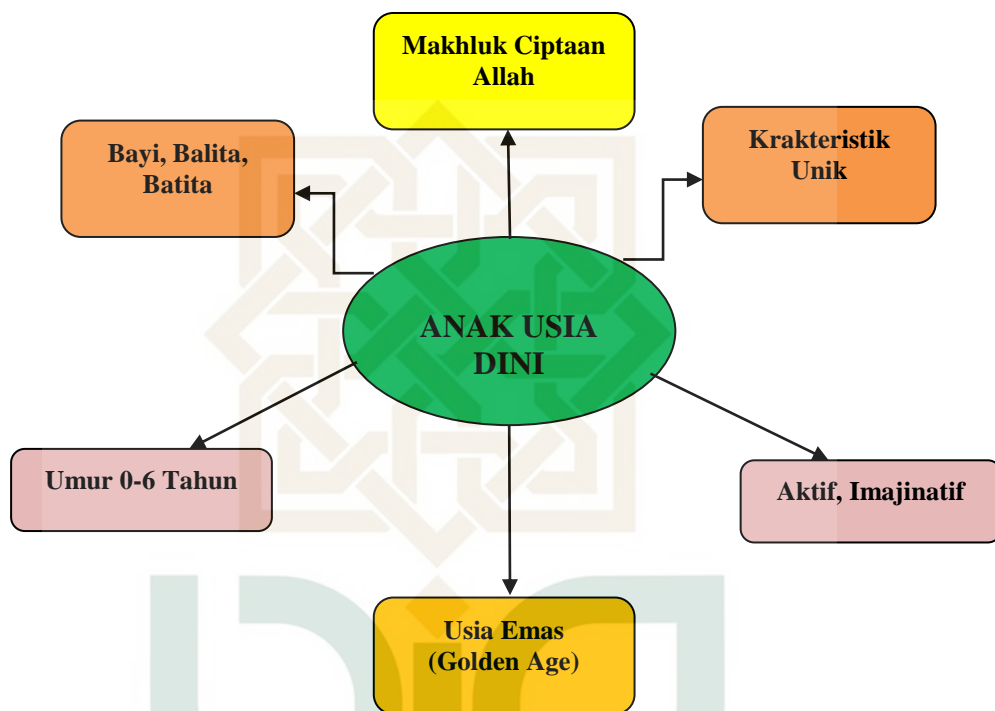 Makhluk Ciptaan
Allah
Bayi, Balita,
Batita
Krakteristik
Unik
ANAK USIA
DINI
Umur 0-6 Tahun
Aktif, Imajinatif
Usia Emas
(Golden Age)